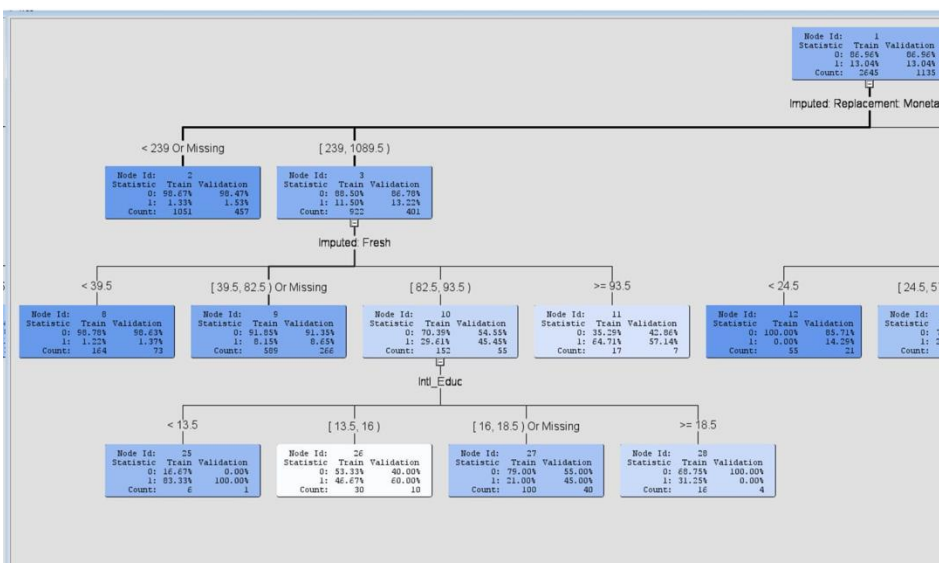 Node Id: 1
Statistic Train Validation
0: 86.96% 86.96%
1: 13.04% 13.04%
Count: 2645 1135
Imputed: Replacement: Moneta
< 239 Or Missing
[ 239, 1089.5 )
Node Id: 2
Statistic Train Validation
0: 98.67% 98.47%
1: 1.33% 1.53%
Count: 1051 457
Node Id: 3
Statistic Train Validation
0: 88.50% 86.78%
1: 11.50% 13.22%
Count: 922 401
Imputed: Fresh
< 39.5
[ 39.5, 82.5 ) Or Missing
[ 82.5, 93.5 )
>= 93.5
< 24.5
[ 24.5, 5
Node Id: 8
Statistic Train Validation
0: 98.78% 98.63%
1: 1.22% 1.37%
Count: 164 73
Node Id: 9
Statistic Train Validation
0: 91.85% 91.35%
1: 8.15% 8.65%
Count: 589 266
Node Id: 10
Statistic Train Validation
0: 70.39% 54.55%
1: 29.61% 45.45%
Count: 152 55
Node Id: 11
Statistic Train Validation
0: 35.29% 42.86%
1: 64.71% 57.14%
Count: 17 7
Node Id: 12
Statistic Train Validation
0: 100.00% 85.71%
1: 0.00% 14.29%
Count: 55 21
Node Id:
Statistic
0:
1: 2
Count:
Intl_Educ
< 13.5
[ 13.5, 16 )
[ 16, 18.5 ) Or Missing
>= 18.5
Node Id: 25
Statistic Train Validation
0: 16.67% 0.00%
1: 83.33% 100.00%
Count: 6 1
Node Id: 26
Statistic Train Validation
0: 53.33% 40.00%
1: 46.67% 60.00%
Count: 30 10
Node Id: 27
Statistic Train Validation
0: 79.00% 55.00%
1: 21.00% 45.00%
Count: 100 40
Node Id: 28
Statistic Train Validation
0: 68.75% 100.00%
1: 31.25% 0.00%
Count: 16 4